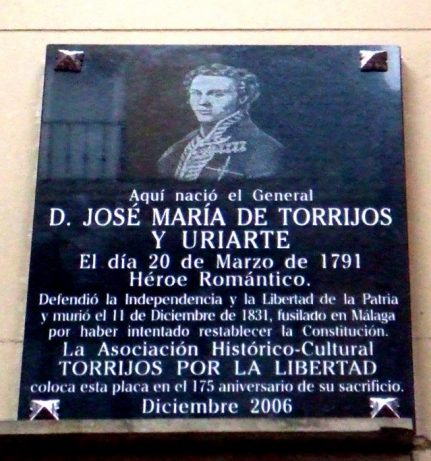 Aquí nació el General
D. JOSÉ MARÍA DE TORRIJOS
Y URIARTE
El día 20 de Marzo de 1791
Héroe Romántico.
Defendió la Independencia y la Libertad de la Patria
y murió el 11 de Diciembre de 1831, fusilado en Málaga
por haber intentado restablecer la Constitución.
La Asociación Histórico-Cultural
TORRIJOS POR LA LIBERTAD
coloca esta placa en el 175 aniversario de su sacrificio.
Diciembre 2006